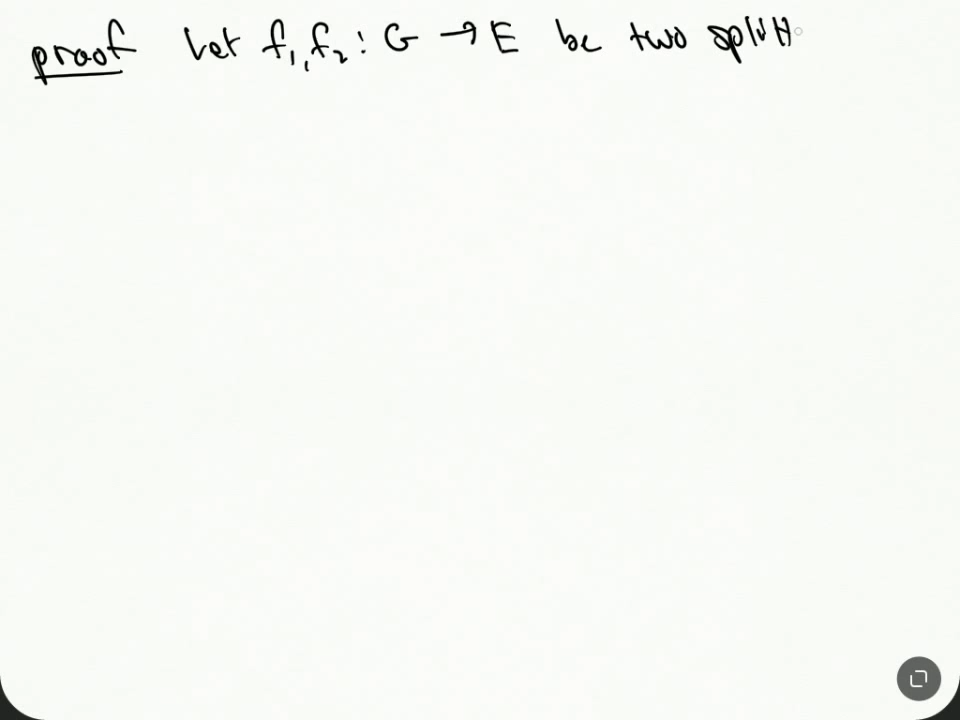 proof Let f₁, f₂ : G → E be two splitt